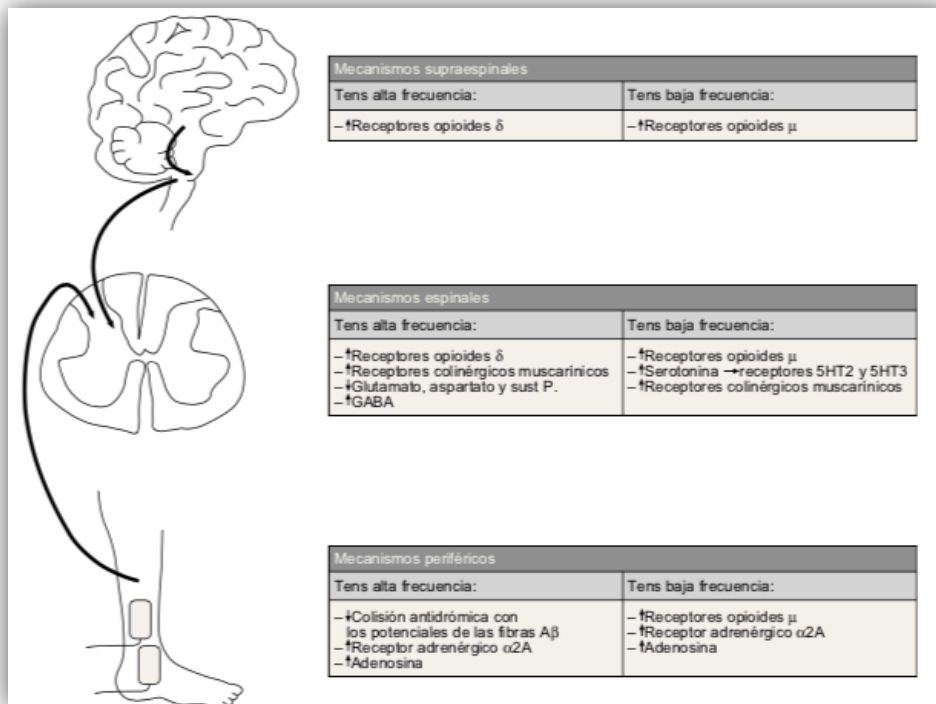 Mecanismos supraespinales
Tens alta frecuencia:
Tens baja frecuencia:
–↑Receptores opioides δ
–↑Receptores opioides μ
Mecanismos espinales
Tens alta frecuencia:
Tens baja frecuencia:
–↑Receptores opioides δ
–↑Receptores colinérgicos muscarínicos
–↓Glutamato, aspartato y sust P.
–↑GABA
–↑Receptores opioides μ
–↑Serotonina →receptores 5HT2 y 5HT3
–↑Receptores colinérgicos muscarínicos
Mecanismos periféricos
Tens alta frecuencia:
Tens baja frecuencia:
–↓Colisión antidrómica con
los potenciales de las fibras Aβ
–↑Receptor adrenérgico α2A
–↑Adenosina
–↑Receptores opioides μ
–↑Receptor adrenérgico α2A
–↑Adenosina